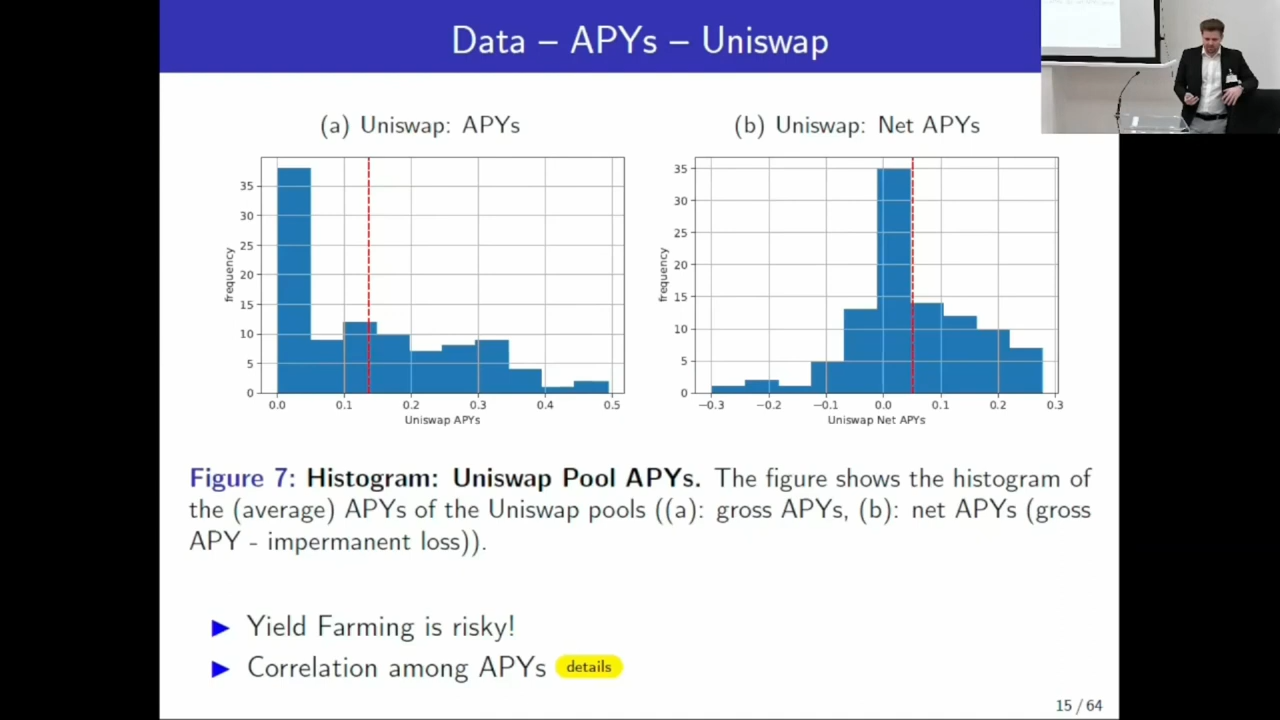 Data – APYs – Uniswap
(a) Uniswap: APYs
(b) Uniswap: Net APYs
35
30
25
20
15
10
5
0
frequency
0.0 0.1 0.2 0.3 0.4 0.5
Uniswap APYs
35
30
25
20
15
10
5
0
frequency
−0.3 −0.2 −0.1 0.0 0.1 0.2 0.3
Uniswap Net APYs
Figure 7: Histogram: Uniswap Pool APYs. The figure shows the histogram of
the (average) APYs of the Uniswap pools ((a): gross APYs, (b): net APYs (gross
APY - impermanent loss)).
Yield Farming is risky!
Correlation among APYs details
15 / 64